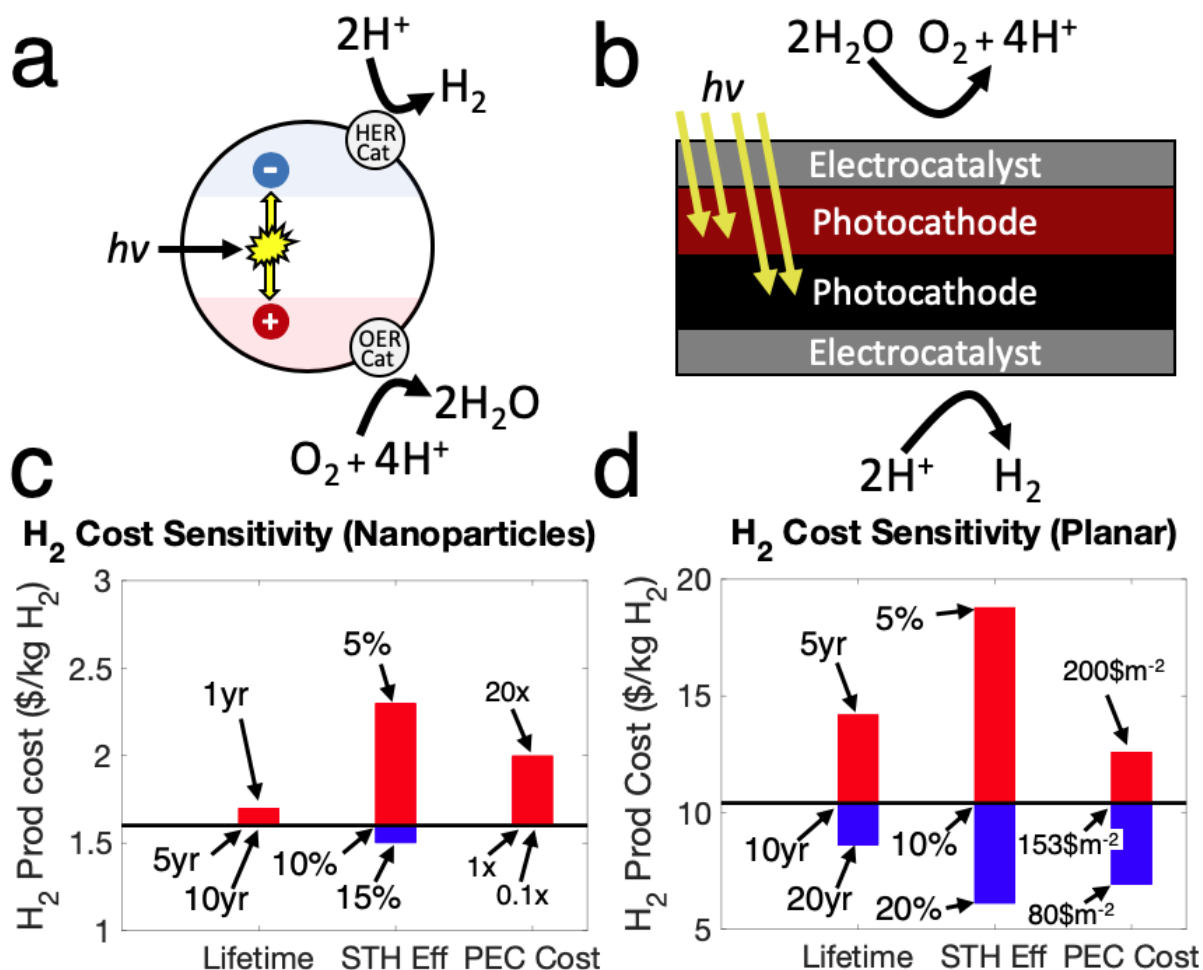 a
2H⁺
H₂
HER
Cat
-
hν
+
OER
Cat
2H₂O
O₂ + 4H⁺
b
2H₂O O₂ + 4H⁺
hν
Electrocatalyst
Photocathode
Photocathode
Electrocatalyst
2H⁺ H₂
c
H₂ Cost Sensitivity (Nanoparticles)
H₂ Prod cost ($/kg H₂)
3
2.5
2
1.5
1
1yr
5%
20x
5yr
10yr
10%
15%
1x
0.1x
Lifetime STH Eff PEC Cost
d
H₂ Cost Sensitivity (Planar)
H₂ Prod Cost ($/kg H₂)
20
15
10
5
5yr
5%
200$m⁻²
10yr
20yr
10%
20%
153$m⁻²
80$m⁻²
Lifetime STH Eff PEC Cost